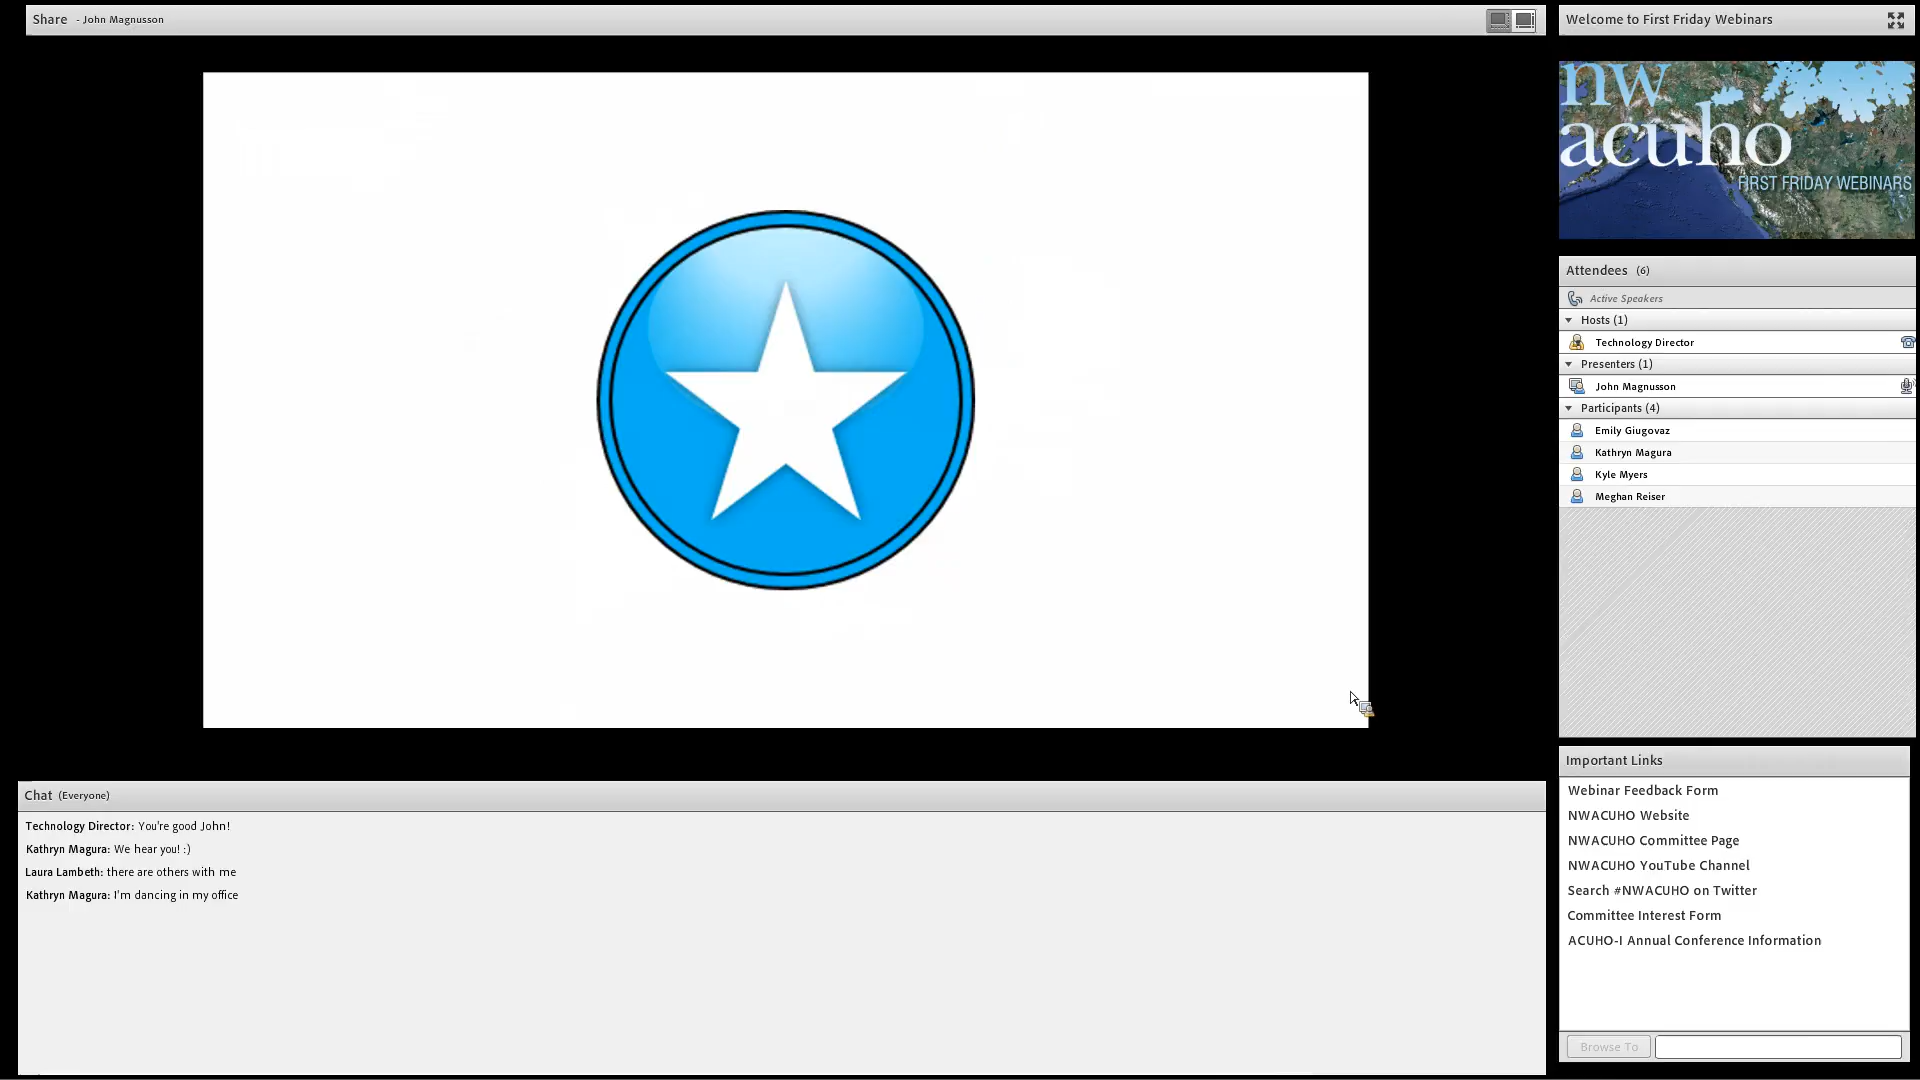 Share - John Magnusson
Welcome to First Friday Webinars
nw
acuho
FIRST FRIDAY WEBINARS
Attendees (6)
Active Speakers
Hosts (1)
Technology Director
Presenters (1)
John Magnusson
Participants (4)
Emily Giugovaz
Kathryn Magura
Kyle Myers
Meghan Reiser
Important Links
Webinar Feedback Form
NWACUHO Website
NWACUHO Committee Page
NWACUHO YouTube Channel
Search #NWACUHO on Twitter
Committee Interest Form
ACUHO-I Annual Conference Information
Browse To
Chat (Everyone)
Technology Director: You're good John!
Kathryn Magura: We hear you! :)
Laura Lambeth: there are others with me
Kathryn Magura: I'm dancing in my office